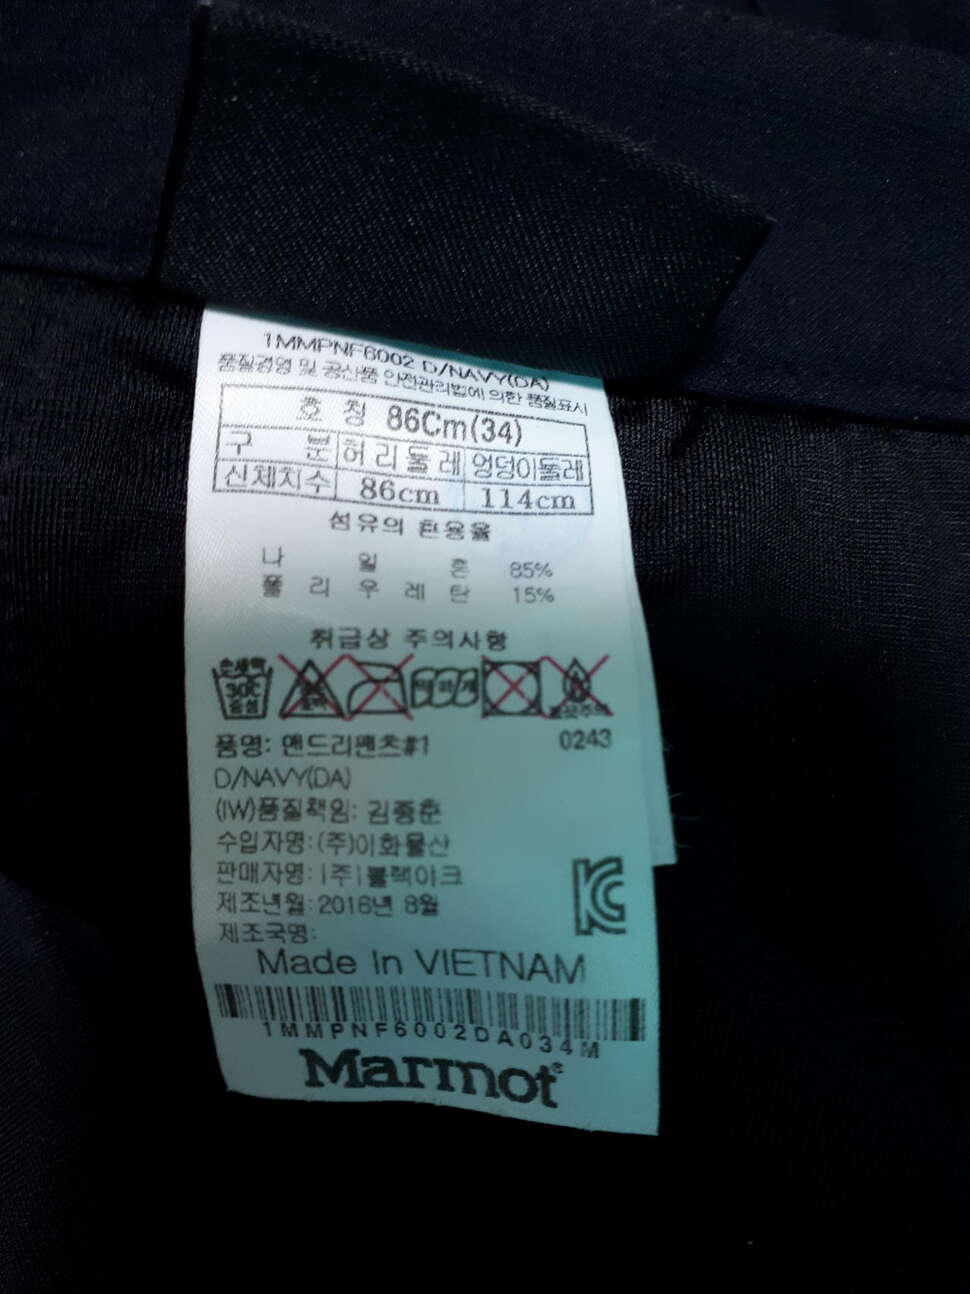 1MMPNF6002 D/NAVY(DA)
품질경영 및 공산품 안전관리법에 의한 품질표시
호 칭 86Cm(34)
구 분 허리둘레 엉덩이둘레
신체치수 86cm 114cm
섬유의 혼용율
나 일 론 85%
폴 리 우 레 탄 15%
취급상 주의사항
손세탁
30℃ 중성
품명: 앤드리팬츠#1 0243
D/NAVY(DA)
(IW)품질책임: 김종춘
수입자명:(주)이화물산
판매자명:(주)블랙야크
제조년월:2016년 8월
제조국명:
Made In VIETNAM
1MMPNF6002DA034M
Marmot